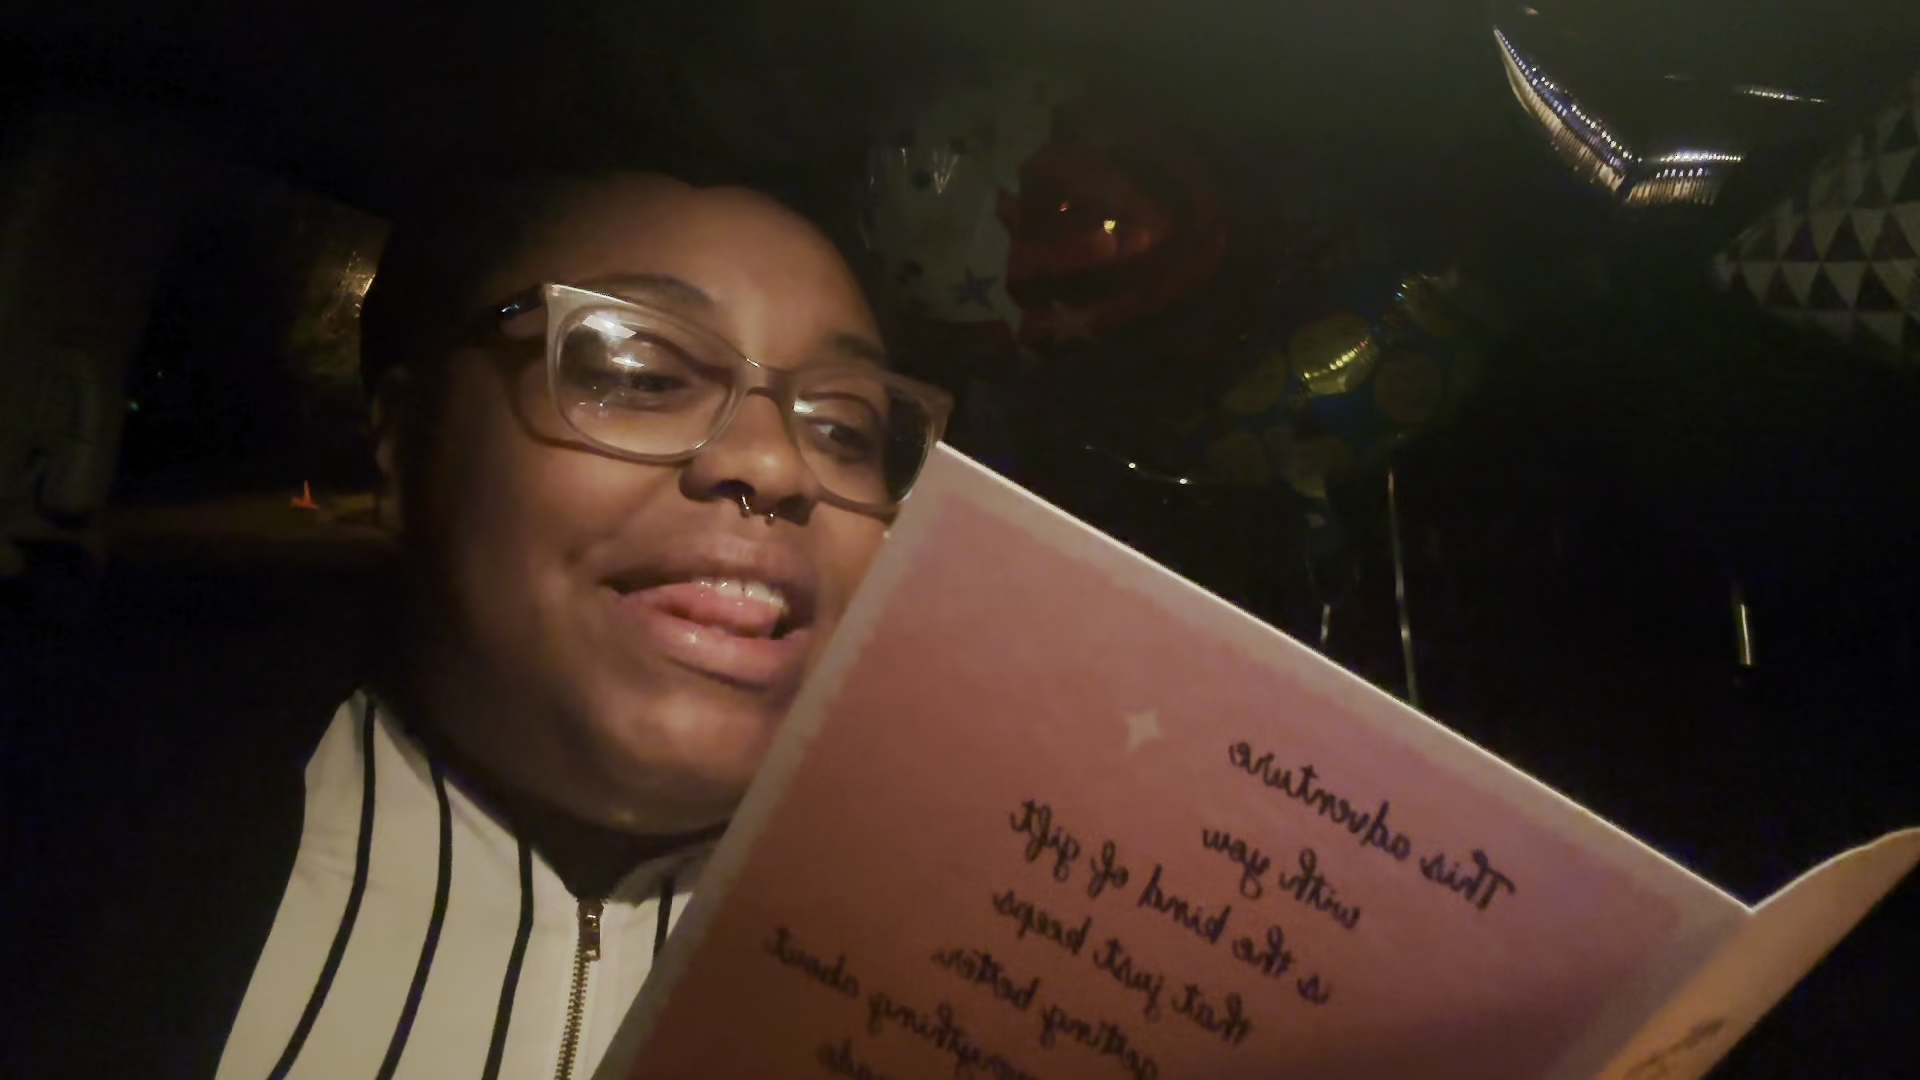 This adventure
with you
is the kind of gift
that just keeps
getting better
everything about